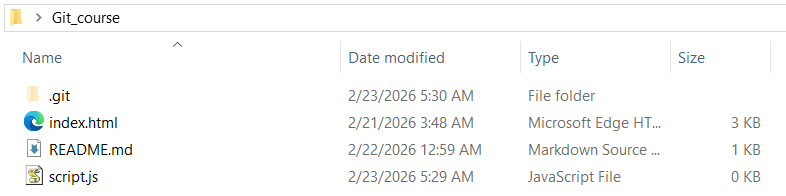 Git_course
Name Date modified Type Size
.git 2/23/2026 5:30 AM File folder
index.html 2/21/2026 3:48 AM Microsoft Edge HT... 3 KB
README.md 2/22/2026 12:59 AM Markdown Source ... 1 KB
script.js 2/23/2026 5:29 AM JavaScript File 0 KB